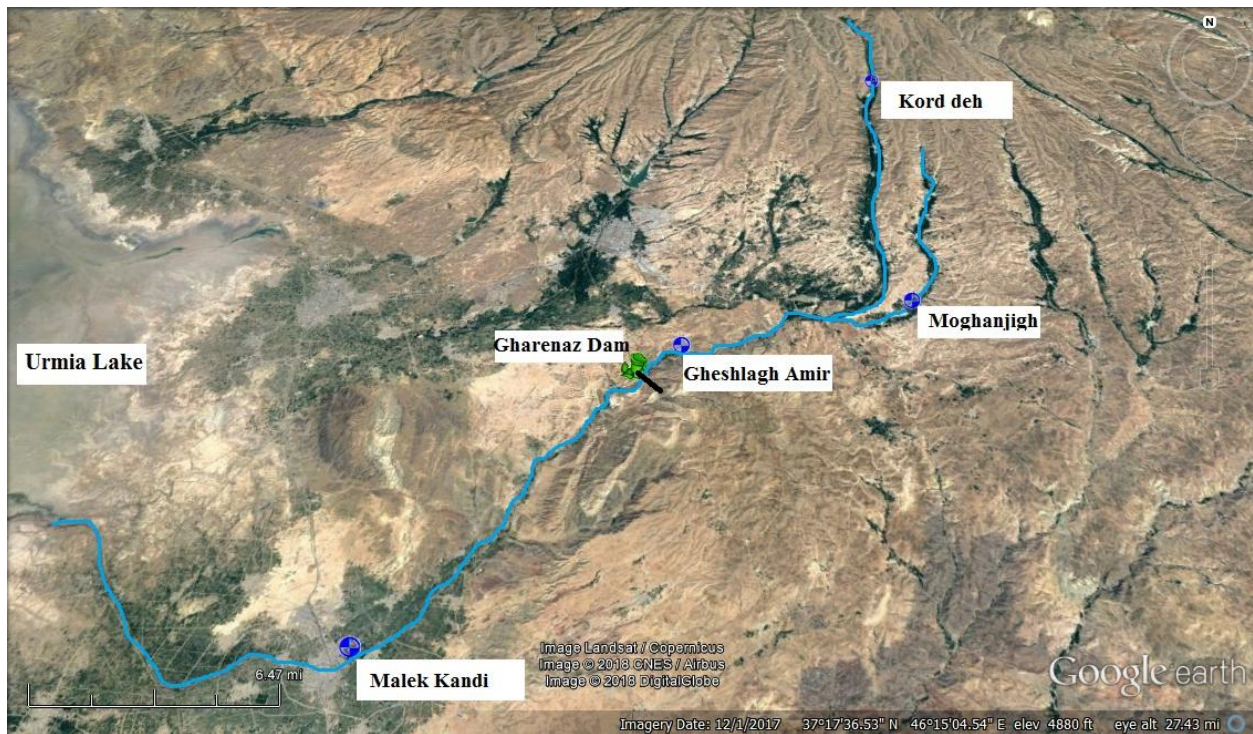 N
Kord deh
Moghanjigh
Gharenaz Dam
Urmia Lake
Gheshlagh Amir
Malek Kandi
6.47 mi
Image Landsat / Copernicus
Image © 2018 CNES / Airbus
Image © 2018 DigitalGlobe
Google earth
Imagery Date: 12/1/2017 37°17'36.53" N 46°15'04.54" E elev 4880 ft eye alt 27.43 mi